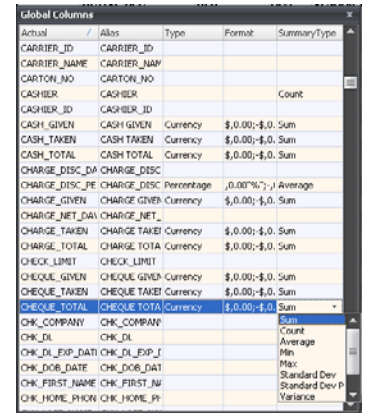 Global Columns x
Actual / Alias Type Format SummaryType
CARRIER_ID CARRIER_ID
CARRIER_NAME CARRIER_NAM
CARTON_NO CARTON_NO
CASHIER CASHIER Count
CASHIER_ID CASHIER_ID
CASH_GIVEN CASH GIVEN Currency $,0.00;-$,0. Sum
CASH_TAKEN CASH TAKEN Currency $,0.00;-$,0. Sum
CASH_TOTAL CASH TOTAL Currency $,0.00;-$,0. Sum
CHARGE_DISC_DA CHARGE_DISC
CHARGE_DISC_PE CHARGE_DISC Percentage ,0.00"%";-,( Average
CHARGE_GIVEN CHARGE GIVEN Currency $,0.00;-$,0. Sum
CHARGE_NET_DAY CHARGE_NET_
CHARGE_TAKEN CHARGE TAKEN Currency $,0.00;-$,0. Sum
CHARGE_TOTAL CHARGE TOTA Currency $,0.00;-$,0. Sum
CHECK_LIMIT CHECK_LIMIT
CHEQUE_GIVEN CHEQUE GIVEN Currency $,0.00;-$,0. Sum
CHEQUE_TAKEN CHEQUE TAKEN Currency $,0.00;-$,0. Sum
CHEQUE_TOTAL CHEQUE TOTA Currency $,0.00;-$,0. Sum
CHK_COMPANY CHK_COMPANY
CHK_DL CHK_DL
CHK_DL_EXP_DATI CHK_DL_EXP_D
CHK_DOB_DATE CHK_DOB_DAT
CHK_FIRST_NAME CHK_FIRST_NA
CHK_HOME_PHON CHK_HOME_PH
Sum
Count
Average
Min
Max
Standard Dev
Standard Dev P
Variance